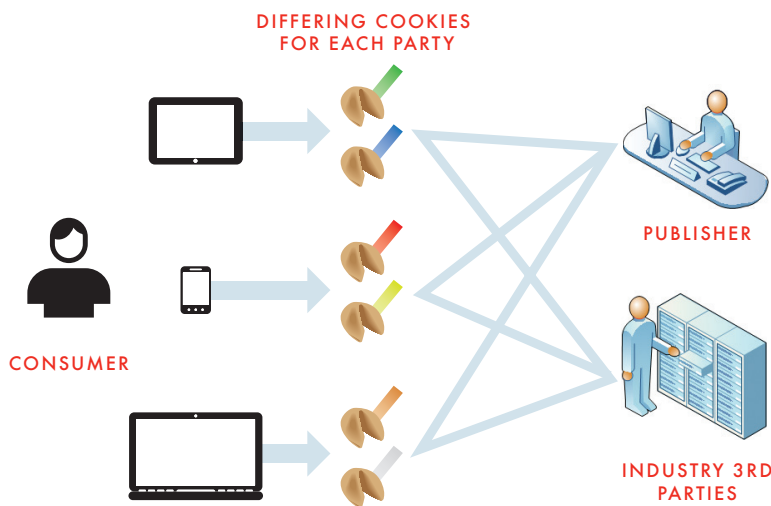 DIFFERING COOKIES
FOR EACH PARTY
PUBLISHER
CONSUMER
INDUSTRY 3RD
PARTIES